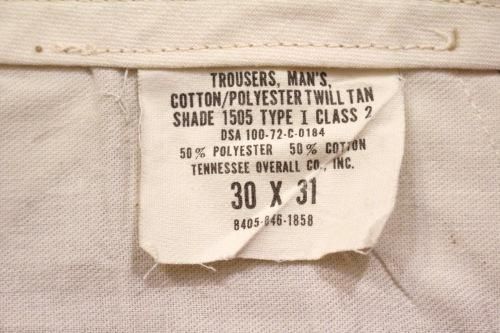 TROUSERS, MAN'S,
COTTON/POLYESTER TWILL TAN
SHADE 1505 TYPE I CLASS 2
DSA 100-72-C-0184
50% POLYESTER 50% COTTON
TENNESSEE OVERALL CO., INC.
30 X 31
8405-846-1858